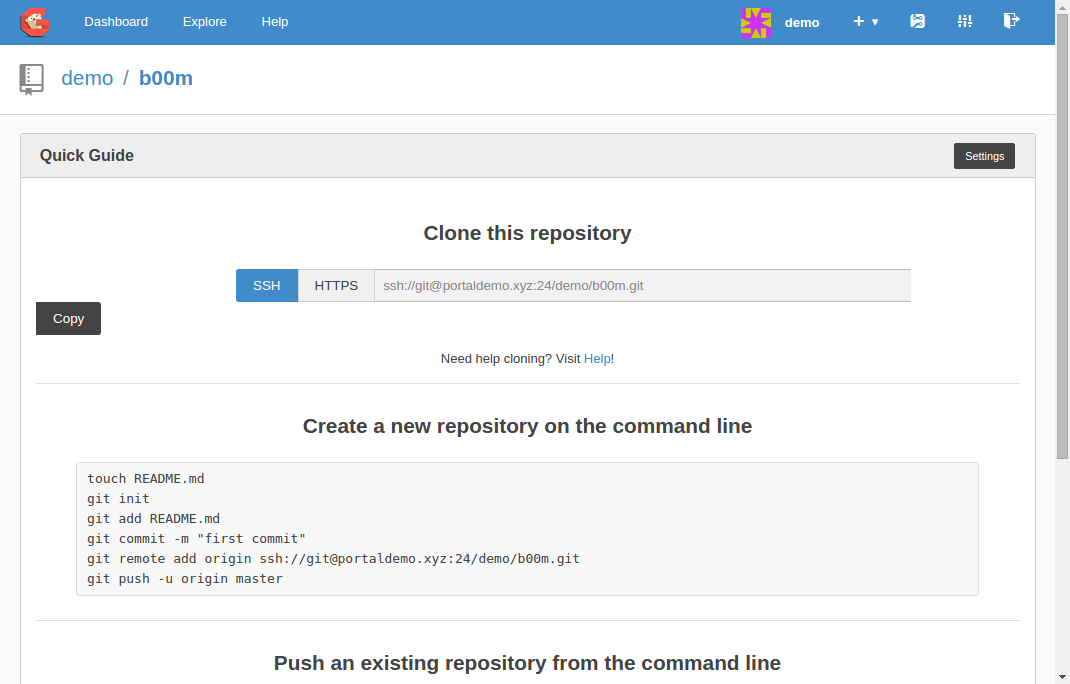 Dashboard Explore Help demo
demo / b00m
Quick Guide Settings
Clone this repository
SSH HTTPS ssh://git@portaldemo.xyz:24/demo/b00m.git
Copy
Need help cloning? Visit Help!
Create a new repository on the command line
touch README.md
git init
git add README.md
git commit -m "first commit"
git remote add origin ssh://git@portaldemo.xyz:24/demo/b00m.git
git push -u origin master
Push an existing repository from the command line